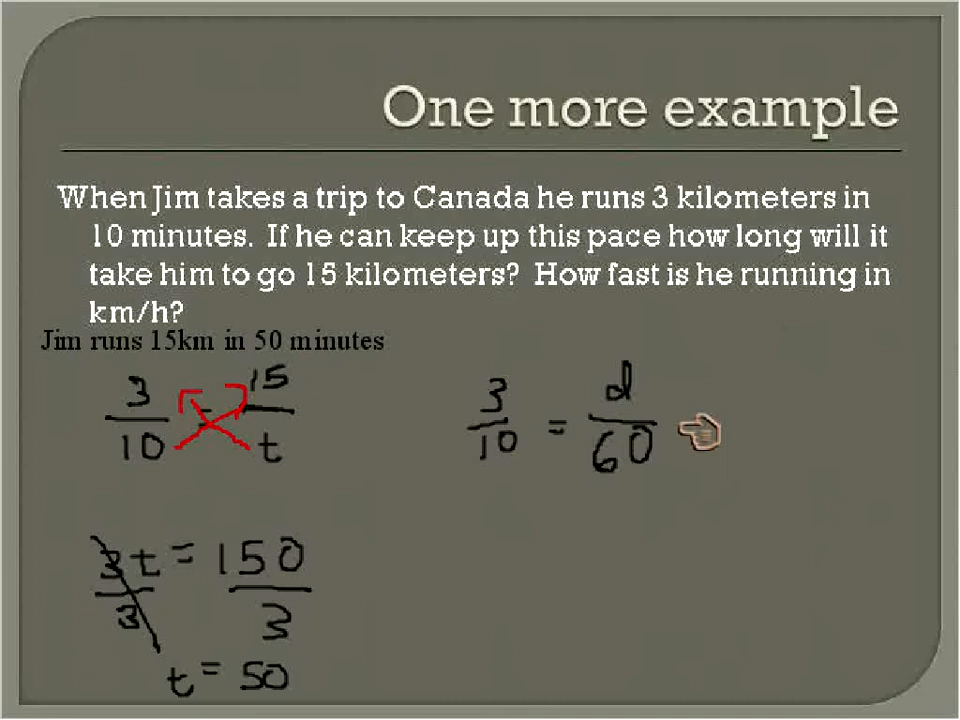 One more example
When Jim takes a trip to Canada he runs 3 kilometers in
10 minutes. If he can keep up this pace how long will it
take him to go 15 kilometers? How fast is he running in
km/h?
Jim runs 15km in 50 minutes
3/10 = 15/t
3/10 = d/60
3t/3 = 150/3
t = 50